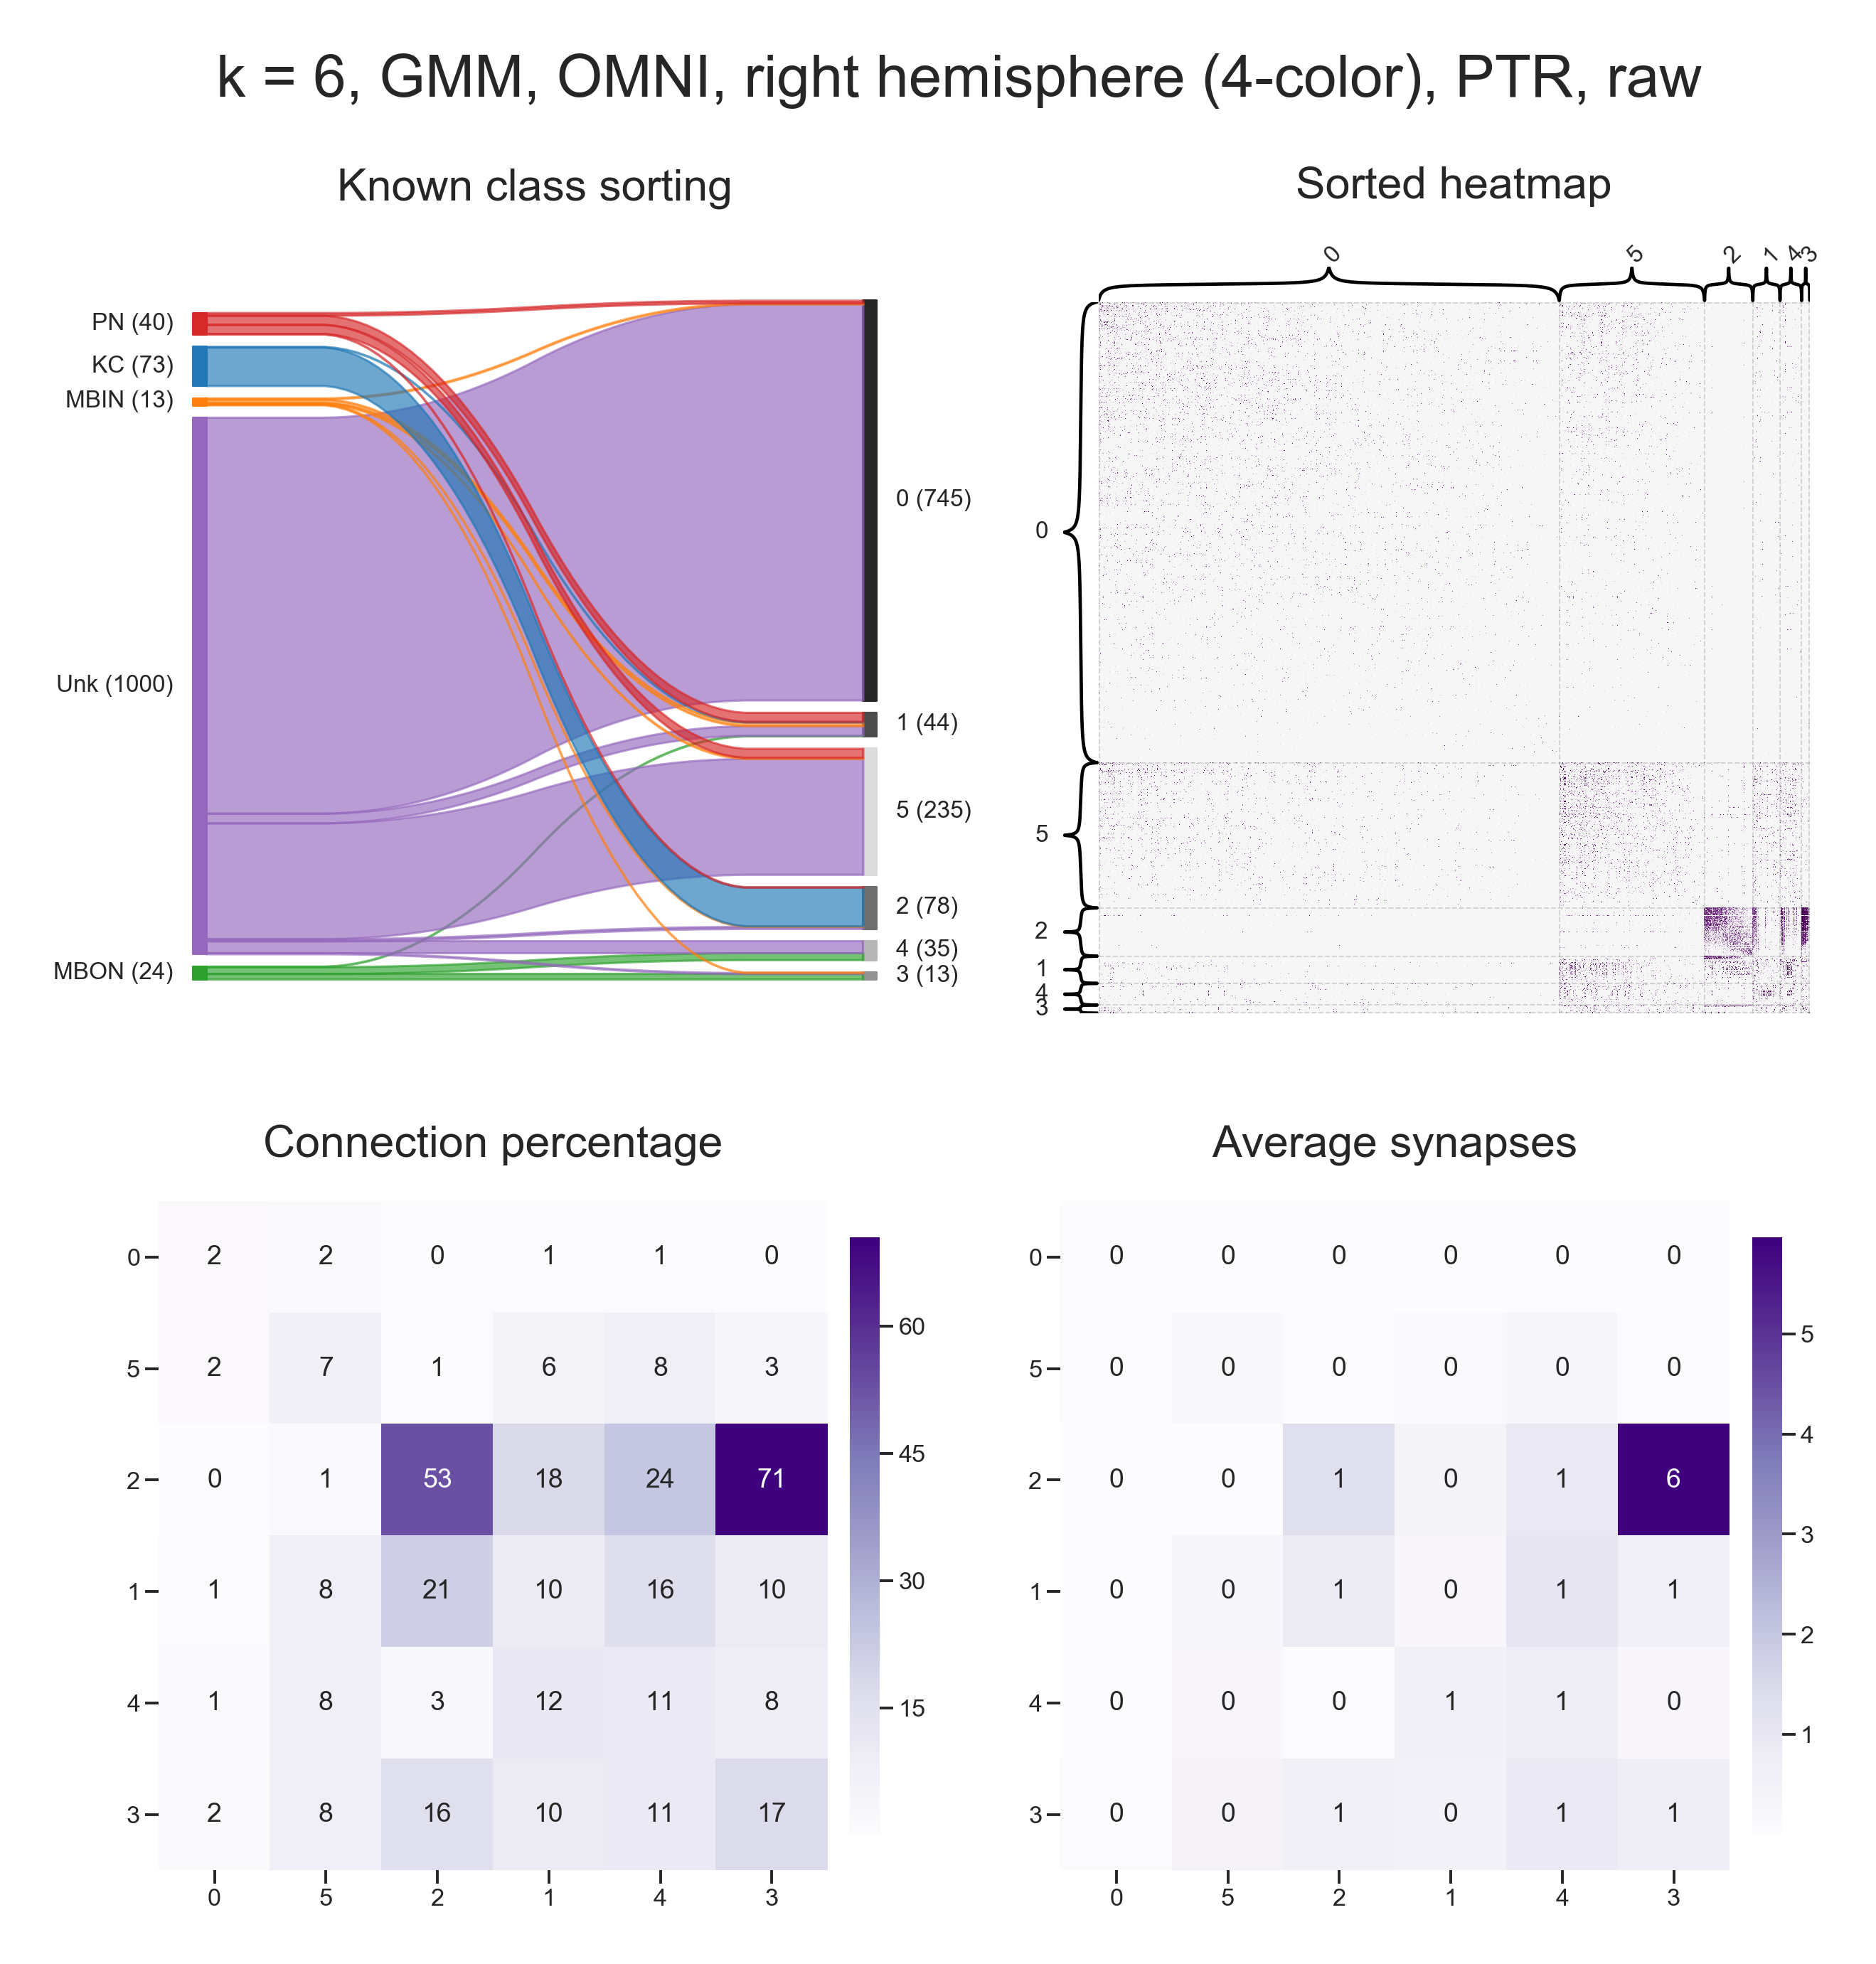 k = 6, GMM, OMNI, right hemisphere (4-color), PTR, raw
Known class sorting
PN (40)
KC (73)
MBIN (13)
Unk (1000)
MBON (24)
0 (745)
1 (44)
5 (235)
2 (78)
4 (35)
3 (13)
Sorted heatmap
0 5 2 1 4 3
0
5
2
1
4
3
Connection percentage
0 2 2 0 1 1 0
5 2 7 1 6 8 3
2 0 1 53 18 24 71
1 1 8 21 10 16 10
4 1 8 3 12 11 8
3 2 8 16 10 11 17
0 5 2 1 4 3
60
45
30
15
Average synapses
0 0 0 0 0 0 0
5 0 0 0 0 0 0
2 0 0 1 0 1 6
1 0 0 1 0 1 1
4 0 0 0 1 1 0
3 0 0 1 0 1 1
0 5 2 1 4 3
5
4
3
2
1